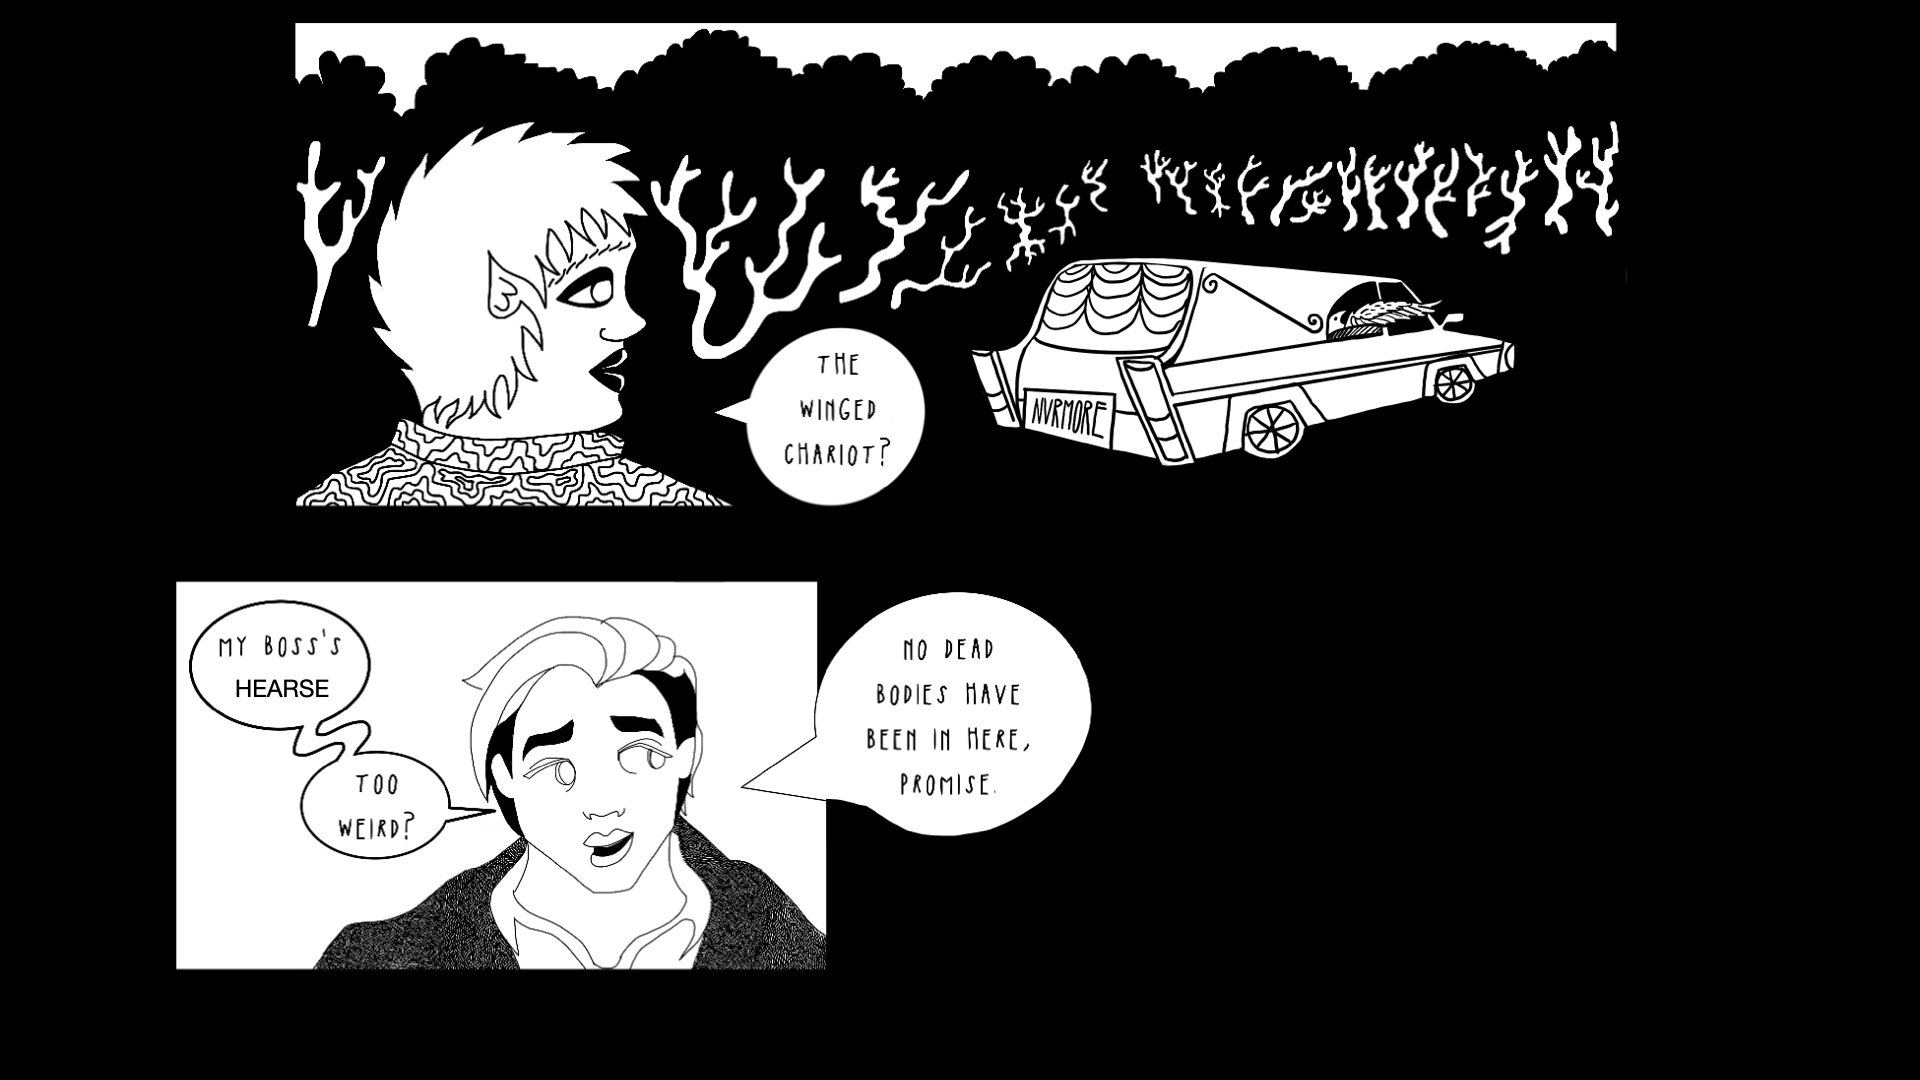 THE
WINGED
CHARIOT?
NVRMORE
MY BOSS'S
HEARSE
TOO
WEIRD?
NO DEAD
BODIES HAVE
BEEN IN HERE,
PROMISE.